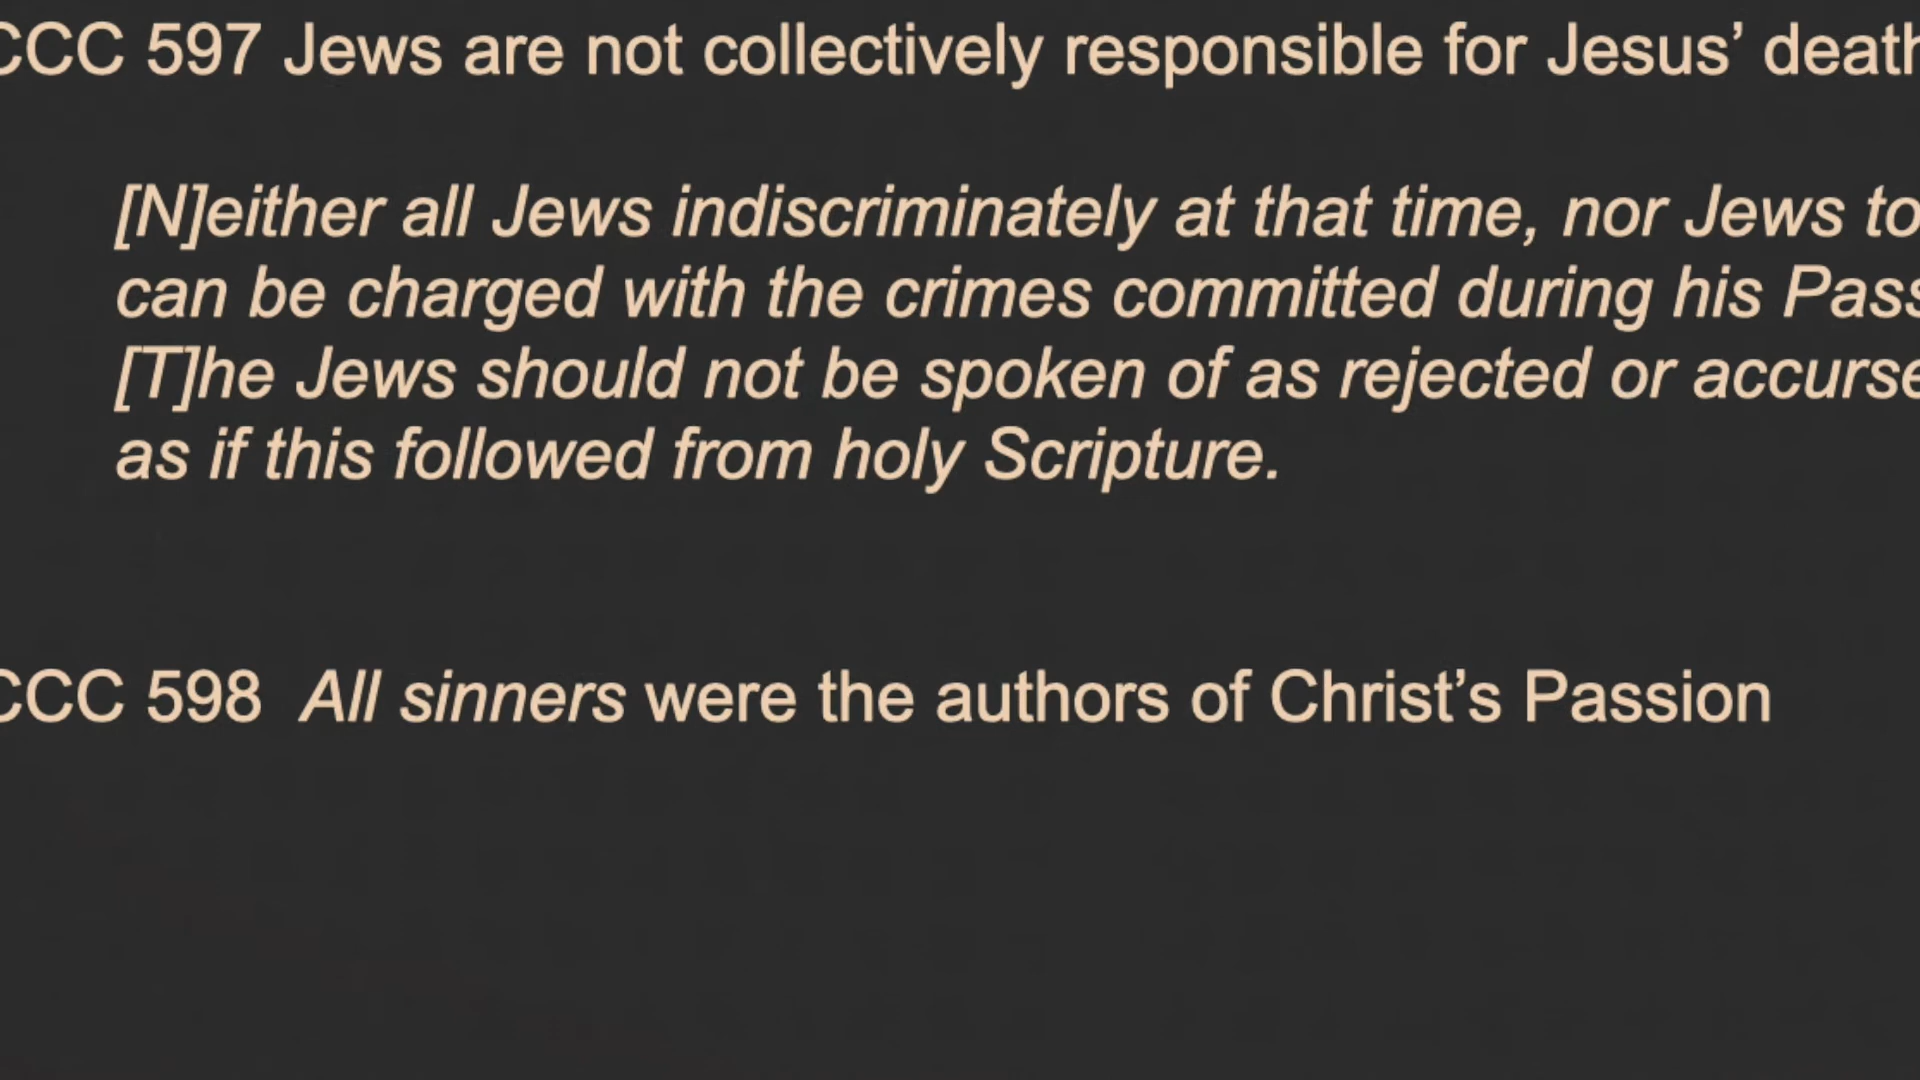 CCC 597 Jews are not collectively responsible for Jesus’ death
[N]either all Jews indiscriminately at that time, nor Jews to
can be charged with the crimes committed during his Pass
[T]he Jews should not be spoken of as rejected or accurse
as if this followed from holy Scripture.
CCC 598 All sinners were the authors of Christ’s Passion